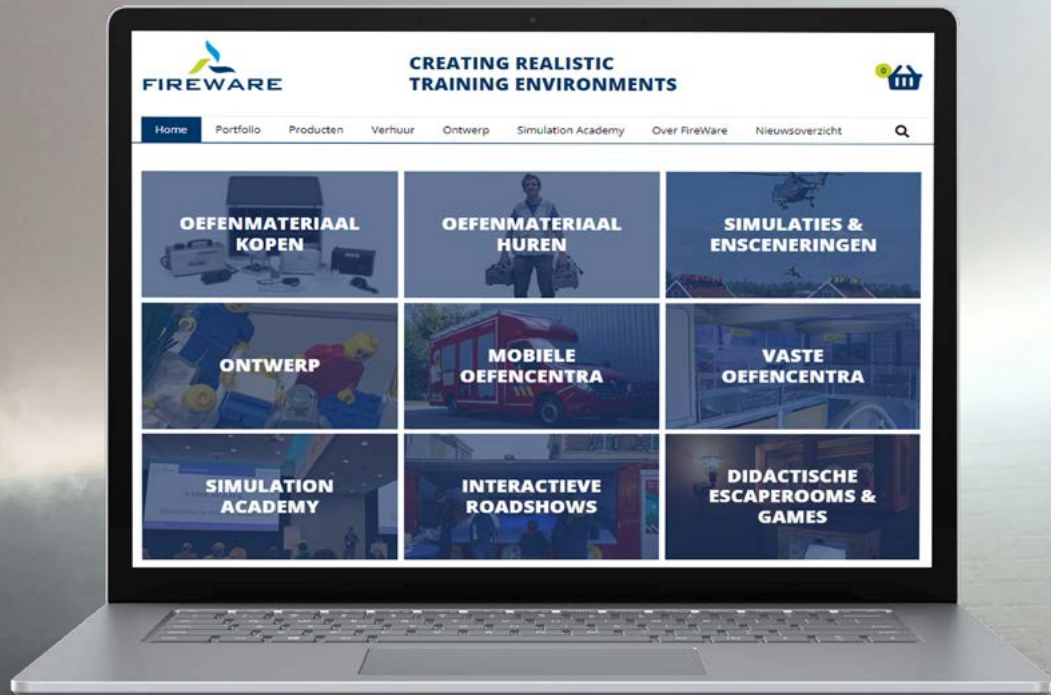 FIREWARE
CREATING REALISTIC
TRAINING ENVIRONMENTS
0
Home Portfolio Producten Verhuur Ontwerp Simulation Academy Over FireWare Nieuwsoverzicht
OEFENMATERIAAL
KOPEN
OEFENMATERIAAL
HUREN
SIMULATIES &
ENSCENERINGEN
ONTWERP
MOBIELE
OEFENCENTRA
VASTE
OEFENCENTRA
SIMULATION
ACADEMY
INTERACTIEVE
ROADSHOWS
DIDACTISCHE
ESCAPEROOMS &
GAMES